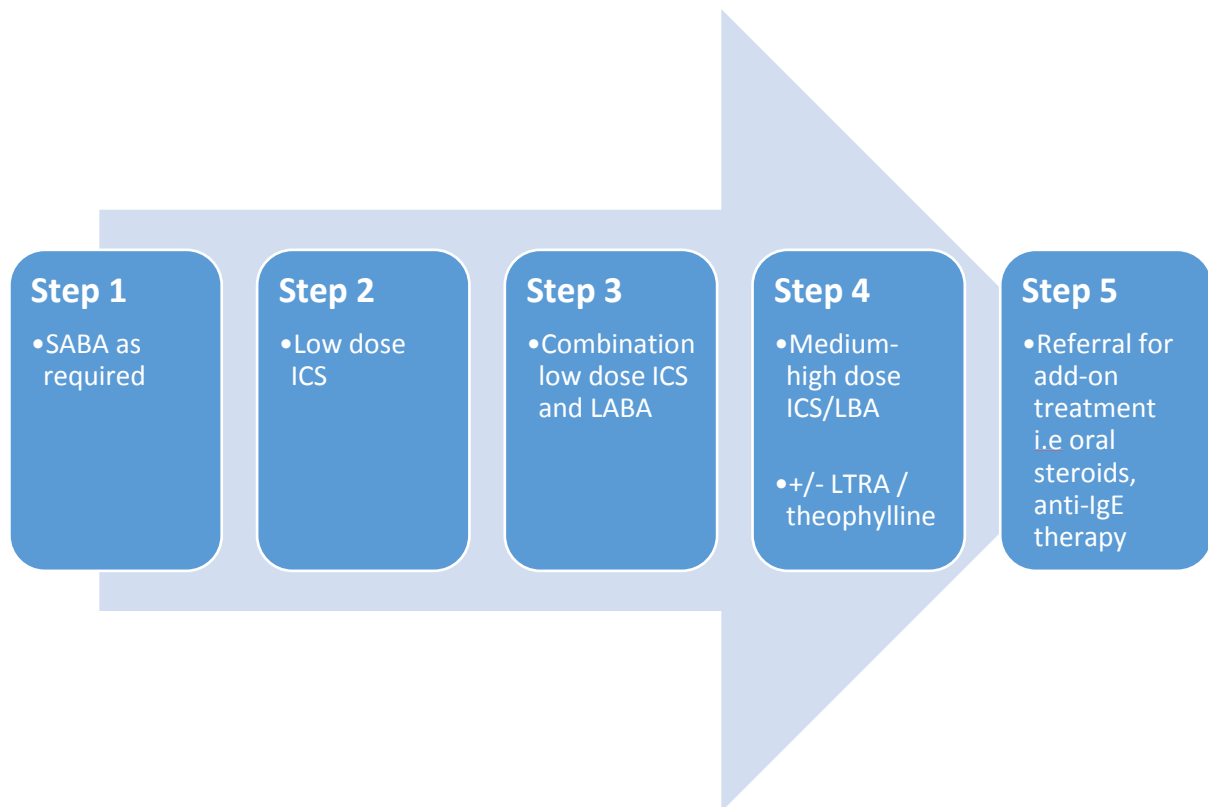 Step 1
•SABA as
required
Step 2
•Low dose
ICS
Step 3
•Combination
low dose ICS
and LABA
Step 4
•Medium-
high dose
ICS/LBA
•+/- LTRA /
theophylline
Step 5
•Referral for
add-on
treatment
i.e oral
steroids,
anti-IgE
therapy